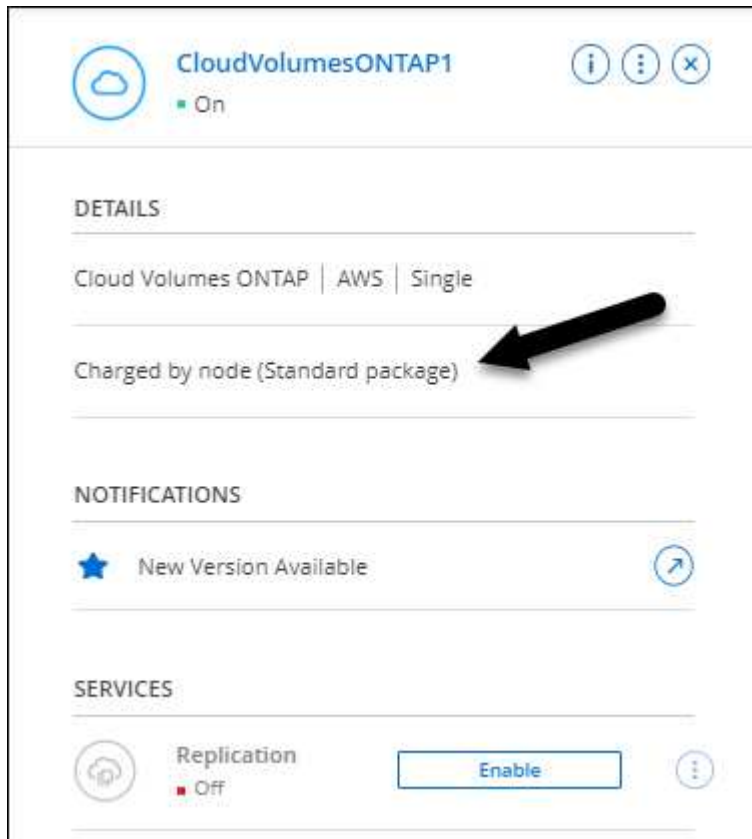 CloudVolumesONTAP1
On
DETAILS
Cloud Volumes ONTAP | AWS | Single
Charged by node (Standard package)
NOTIFICATIONS
New Version Available
SERVICES
Replication
Enable
Off